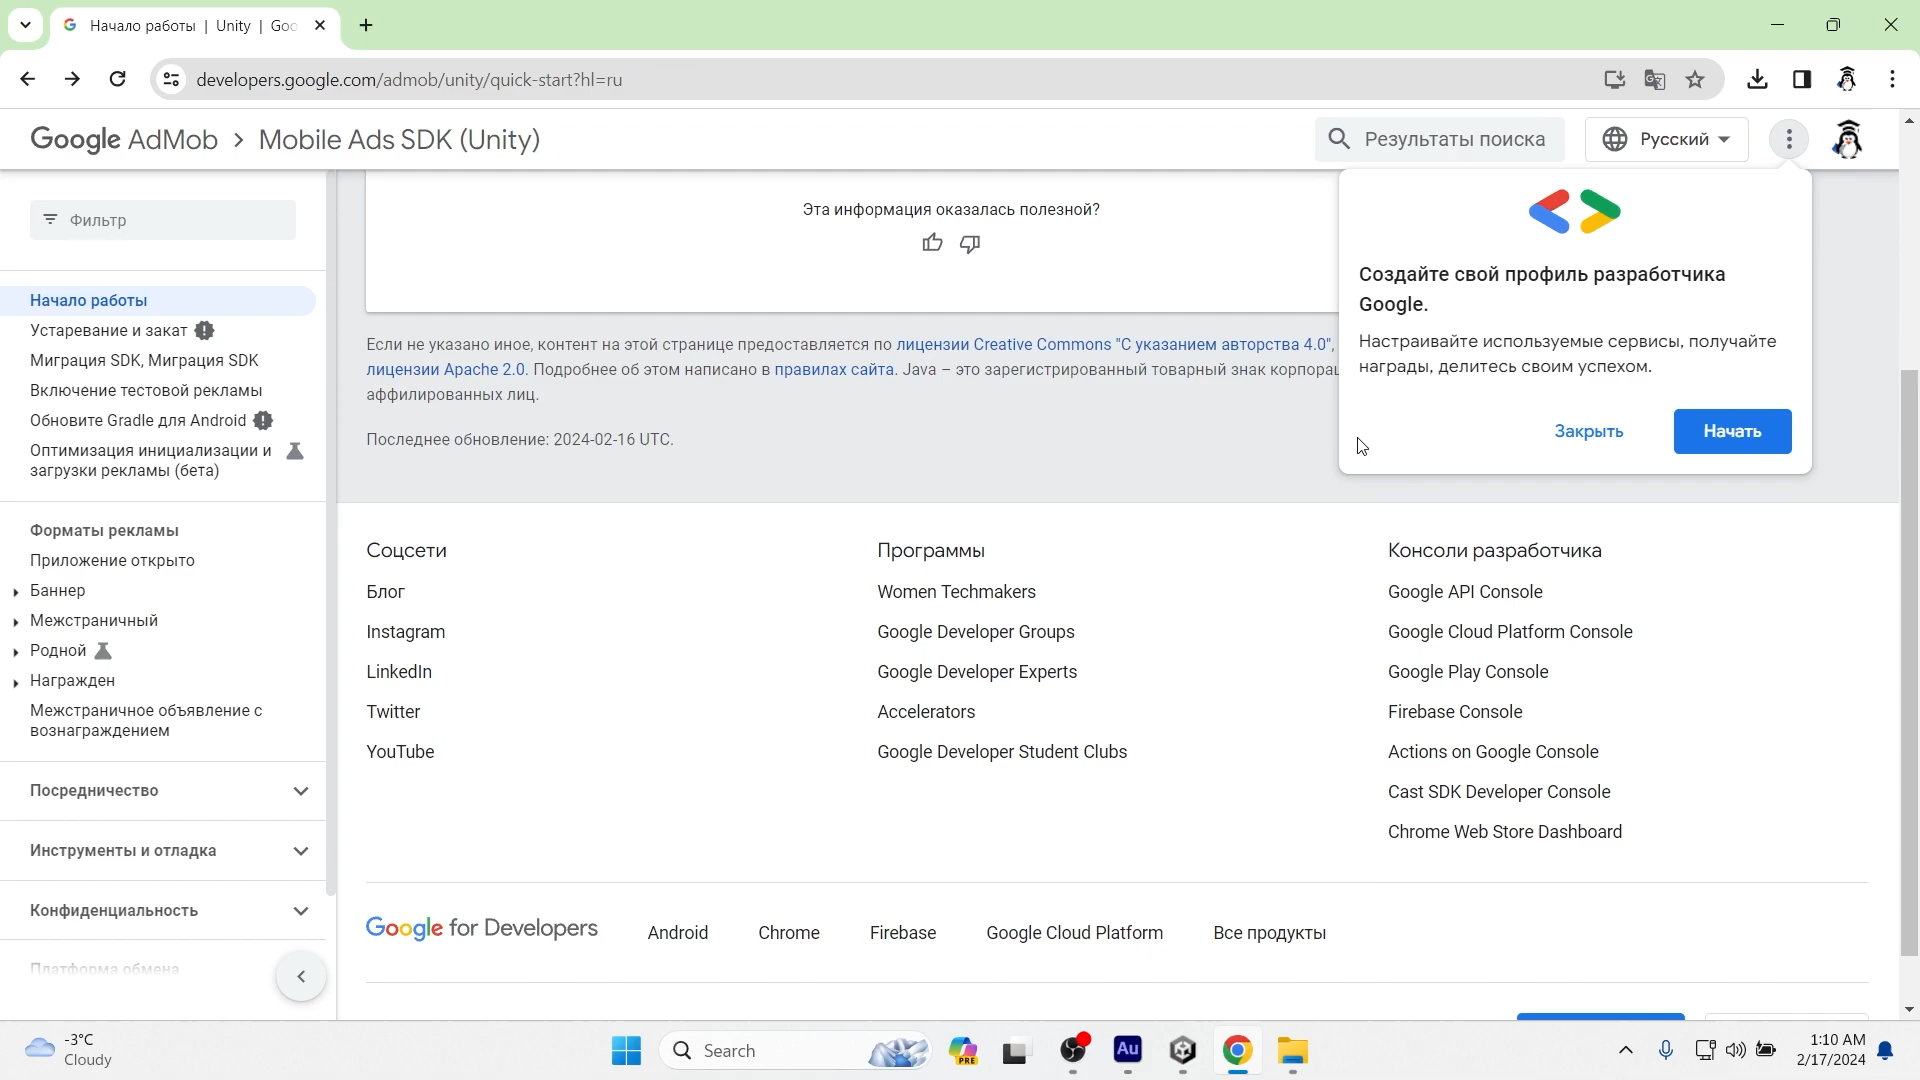 Начало работы | Unity | Goo
developers.google.com/admob/unity/quick-start?hl=ru
Google AdMob > Mobile Ads SDK (Unity)
Результаты поиска
Русский
Фильтр
Начало работы
Устаревание и закат
Миграция SDK, Миграция SDK
Включение тестовой рекламы
Обновите Gradle для Android
Оптимизация инициализации и
загрузки рекламы (бета)
Форматы рекламы
Приложение открыто
Баннер
Межстраничный
Родной
Награжден
Межстраничное объявление с
вознаграждением
Посредничество
Инструменты и отладка
Конфиденциальность
Платформа обмена
Эта информация оказалась полезной?
Если не указано иное, контент на этой странице предоставляется по лицензии Creative Commons "С указанием авторства 4.0",
лицензии Apache 2.0. Подробнее об этом написано в правилах сайта. Java – это зарегистрированный товарный знак корпорац
аффилированных лиц.
Последнее обновление: 2024-02-16 UTC.
Создайте свой профиль разработчика
Google.
Настраивайте используемые сервисы, получайте
награды, делитесь своим успехом.
Закрыть
Начать
Соцсети
Блог
Instagram
LinkedIn
Twitter
YouTube
Программы
Women Techmakers
Google Developer Groups
Google Developer Experts
Accelerators
Google Developer Student Clubs
Консоли разработчика
Google API Console
Google Cloud Platform Console
Google Play Console
Firebase Console
Actions on Google Console
Cast SDK Developer Console
Chrome Web Store Dashboard
Google for Developers
Android
Chrome
Firebase
Google Cloud Platform
Все продукты
-3°C
Cloudy
Search
PRE
Au
1:10 AM
2/17/2024